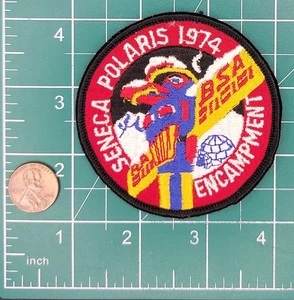 SENECA POLARIS 1974
BSA
ENCAMPMENT
4
3
2
1
inch
1
2
3
4